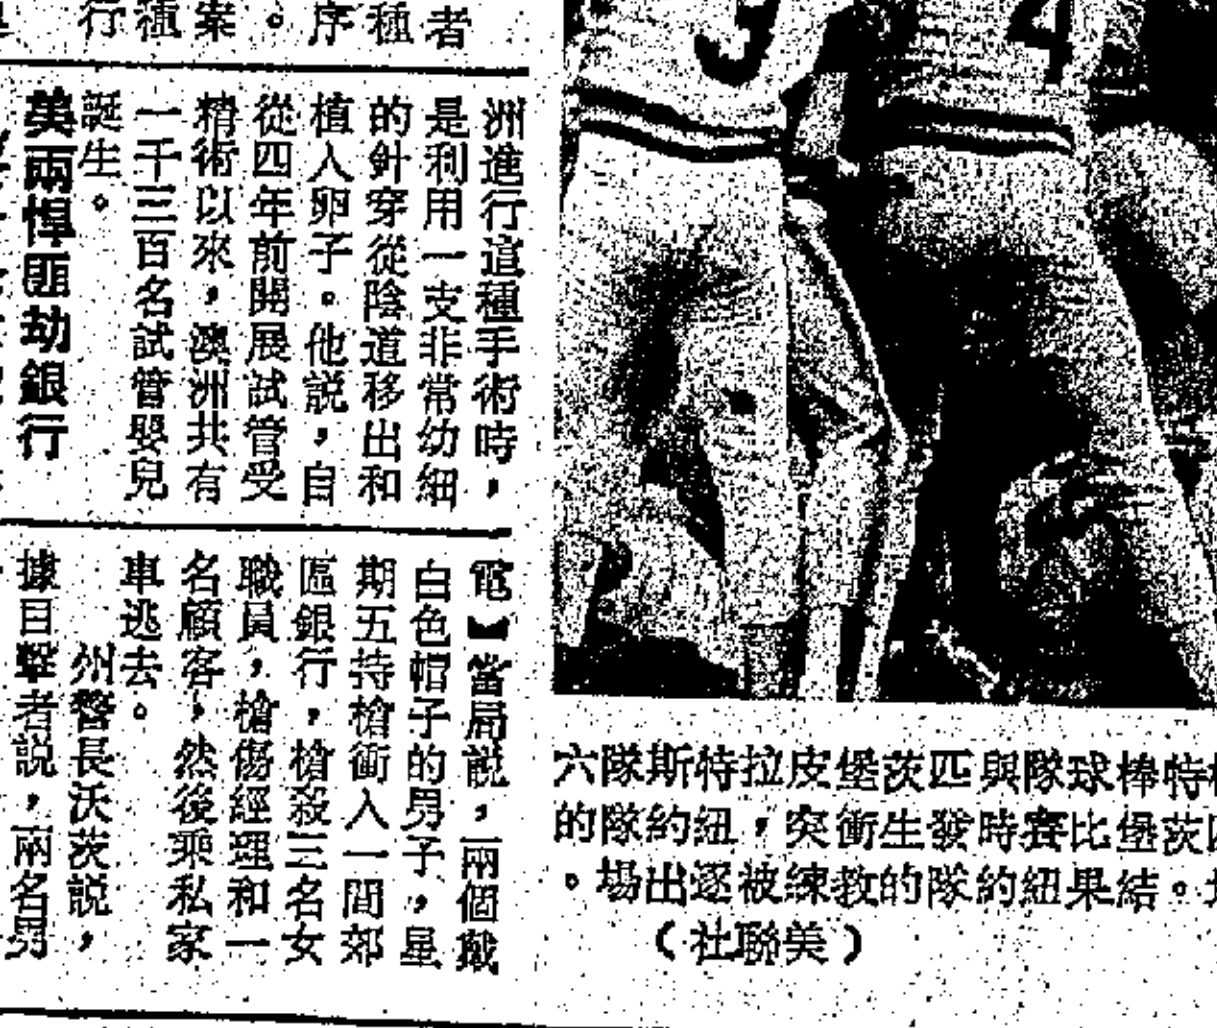 者
種
序
。
案
種
行
洲進行這種手術時，
是利用一支非常幼細
的針穿從陰道移出和
植入卵子。他説，自
從四年前開展試管受
精術以來，澳洲共有
一千三百名試管嬰兒
誕生。
美兩悍匪劫銀行
電】當局説，兩個戴
白色帽子的男子，星
期五持槍衝入一間郊
區銀行，槍殺三名女
職員，槍傷經理和一
名顧客，然後乘私家
車逃去。
州警長沃茨説，
據目擊者説，兩名男
3
4
特棒球隊與匹茨堡皮拉特斯隊六
茨堡比賽時發生衝突，紐約隊的
。結果紐約隊的教練被逐出場。
（美聯社）